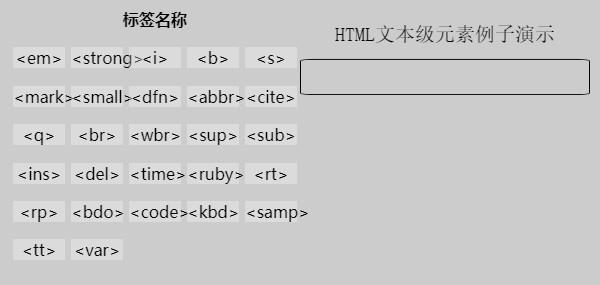 标签名称
HTML文本级元素例子演示
<em> <strong> <i> <b> <s>
<mark> <small> <dfn> <abbr> <cite>
<q> <br> <wbr> <sup> <sub>
<ins> <del> <time> <ruby> <rt>
<rp> <bdo> <code> <kbd> <samp>
<tt> <var>